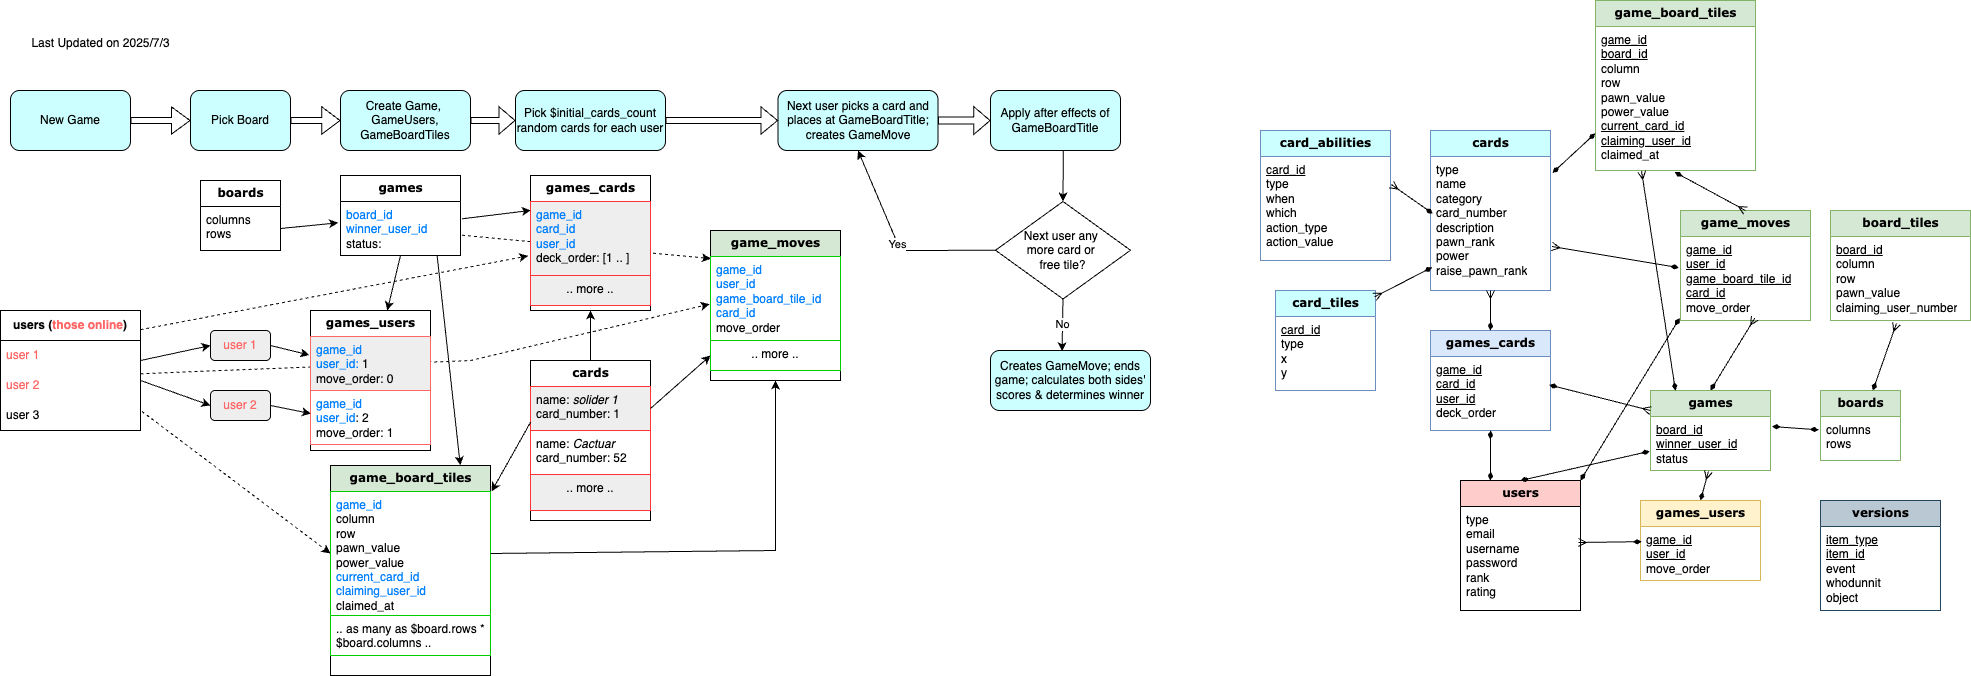 Last Updated on 2025/7/3
New Game
Pick Board
Create Game,
GameUsers,
GameBoardTiles
Pick $initial_cards_count
random cards for each user
Next user picks a card and
places at GameBoardTitle;
creates GameMove
Apply after effects of
GameBoardTitle
Next user any
more card or
free tile?
Yes
No
Creates GameMove; ends
game; calculates both sides'
scores & determines winner
boards
columns
rows
games
board_id
winner_user_id
status:
games_cards
game_id
card_id
user_id
deck_order: [1 .. ]
.. more ..
game_moves
game_id
user_id
game_board_tile_id
card_id
move_order
.. more ..
users (those online)
user 1
user 2
user 3
user 1
user 2
games_users
game_id
user_id: 1
move_order: 0
game_id
user_id: 2
move_order: 1
cards
name: solider 1
card_number: 1
name: Cactuar
card_number: 52
.. more ..
game_board_tiles
game_id
column
row
pawn_value
power_value
current_card_id
claiming_user_id
claimed_at
.. as many as $board.rows *
$board.columns ..
game_board_tiles
game_id
board_id
column
row
pawn_value
power_value
current_card_id
claiming_user_id
claimed_at
card_abilities
card_id
type
when
which
action_type
action_value
cards
type
name
category
card_number
description
pawn_rank
power
raise_pawn_rank
game_moves
game_id
user_id
game_board_tile_id
card_id
move_order
board_tiles
board_id
column
row
pawn_value
claiming_user_number
card_tiles
card_id
type
x
y
games_cards
game_id
card_id
user_id
deck_order
games
board_id
winner_user_id
status
boards
columns
rows
users
type
email
username
password
rank
rating
games_users
game_id
user_id
move_order
versions
item_type
item_id
event
whodunnit
object